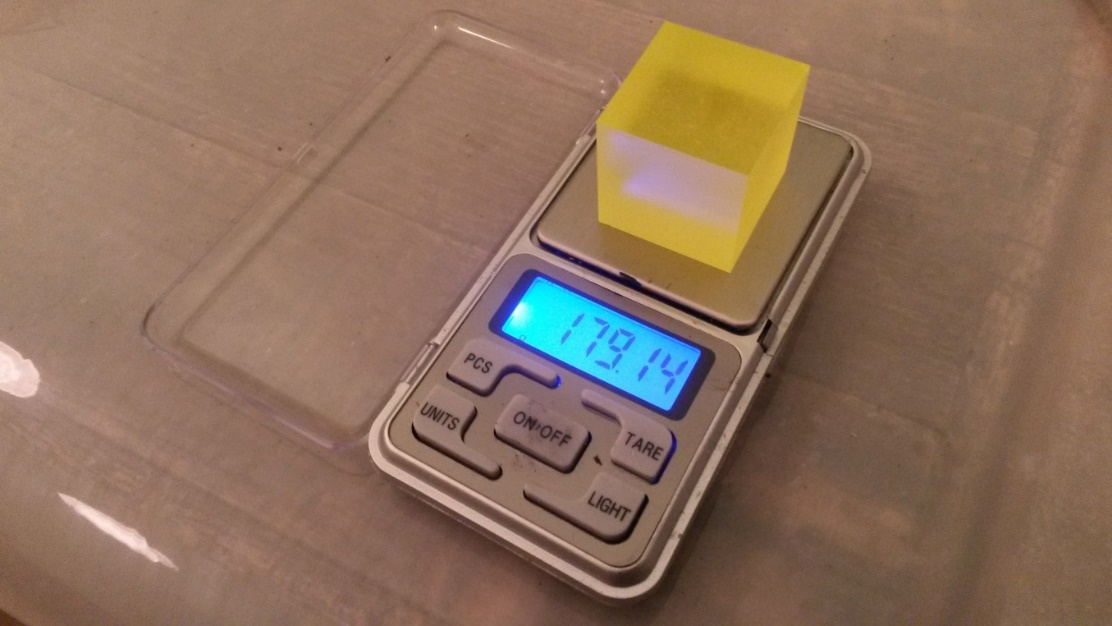 179.14
PCS
UNITS
ON·OFF
TARE
LIGHT